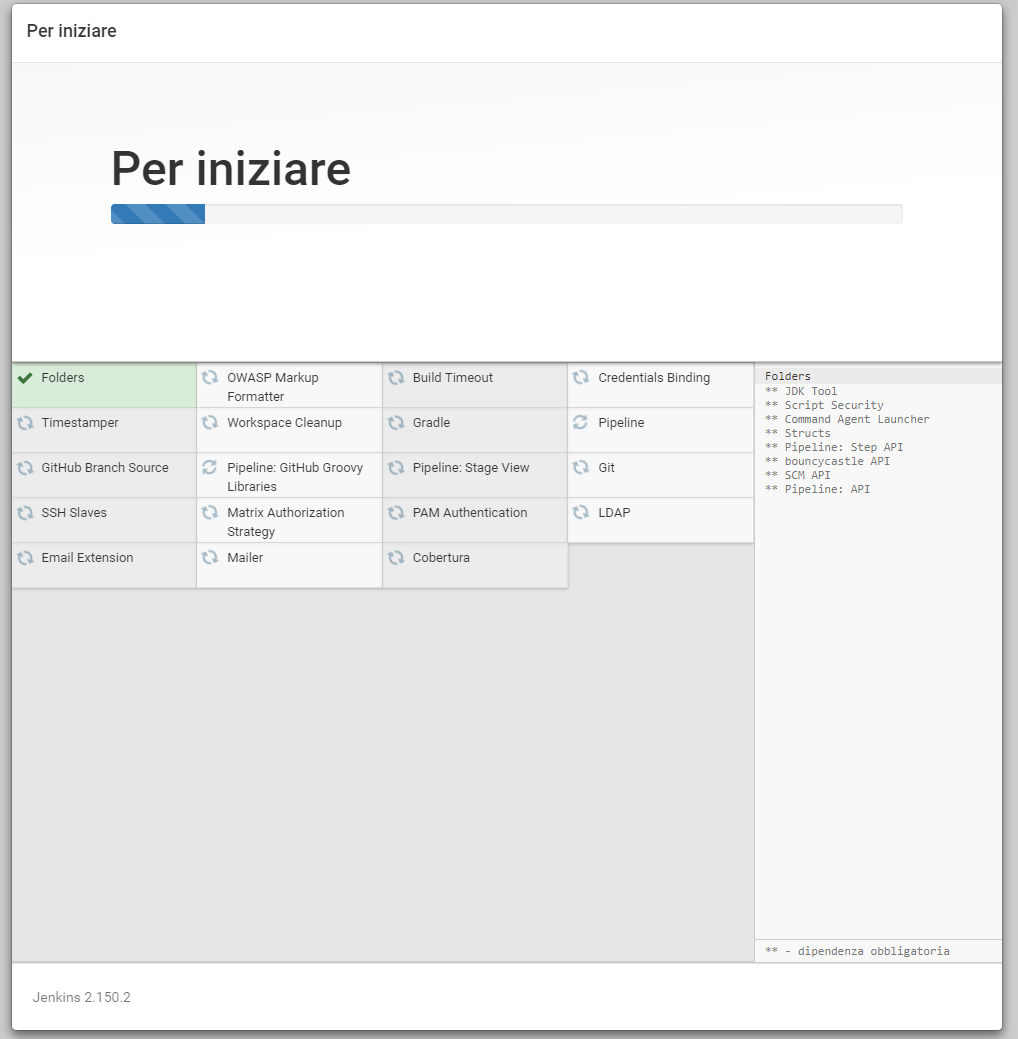 Per iniziare
Per iniziare
Folders
OWASP Markup
Formatter
Build Timeout
Credentials Binding
Timestamper
Workspace Cleanup
Gradle
Pipeline
GitHub Branch Source
Pipeline: GitHub Groovy
Libraries
Pipeline: Stage View
Git
SSH Slaves
Matrix Authorization
Strategy
PAM Authentication
LDAP
Email Extension
Mailer
Cobertura
Folders
** JDK Tool
** Script Security
** Command Agent Launcher
** Structs
** Pipeline: Step API
** bouncycastle API
** SCM API
** Pipeline: API
** - dipendenza obbligatoria
Jenkins 2.150.2